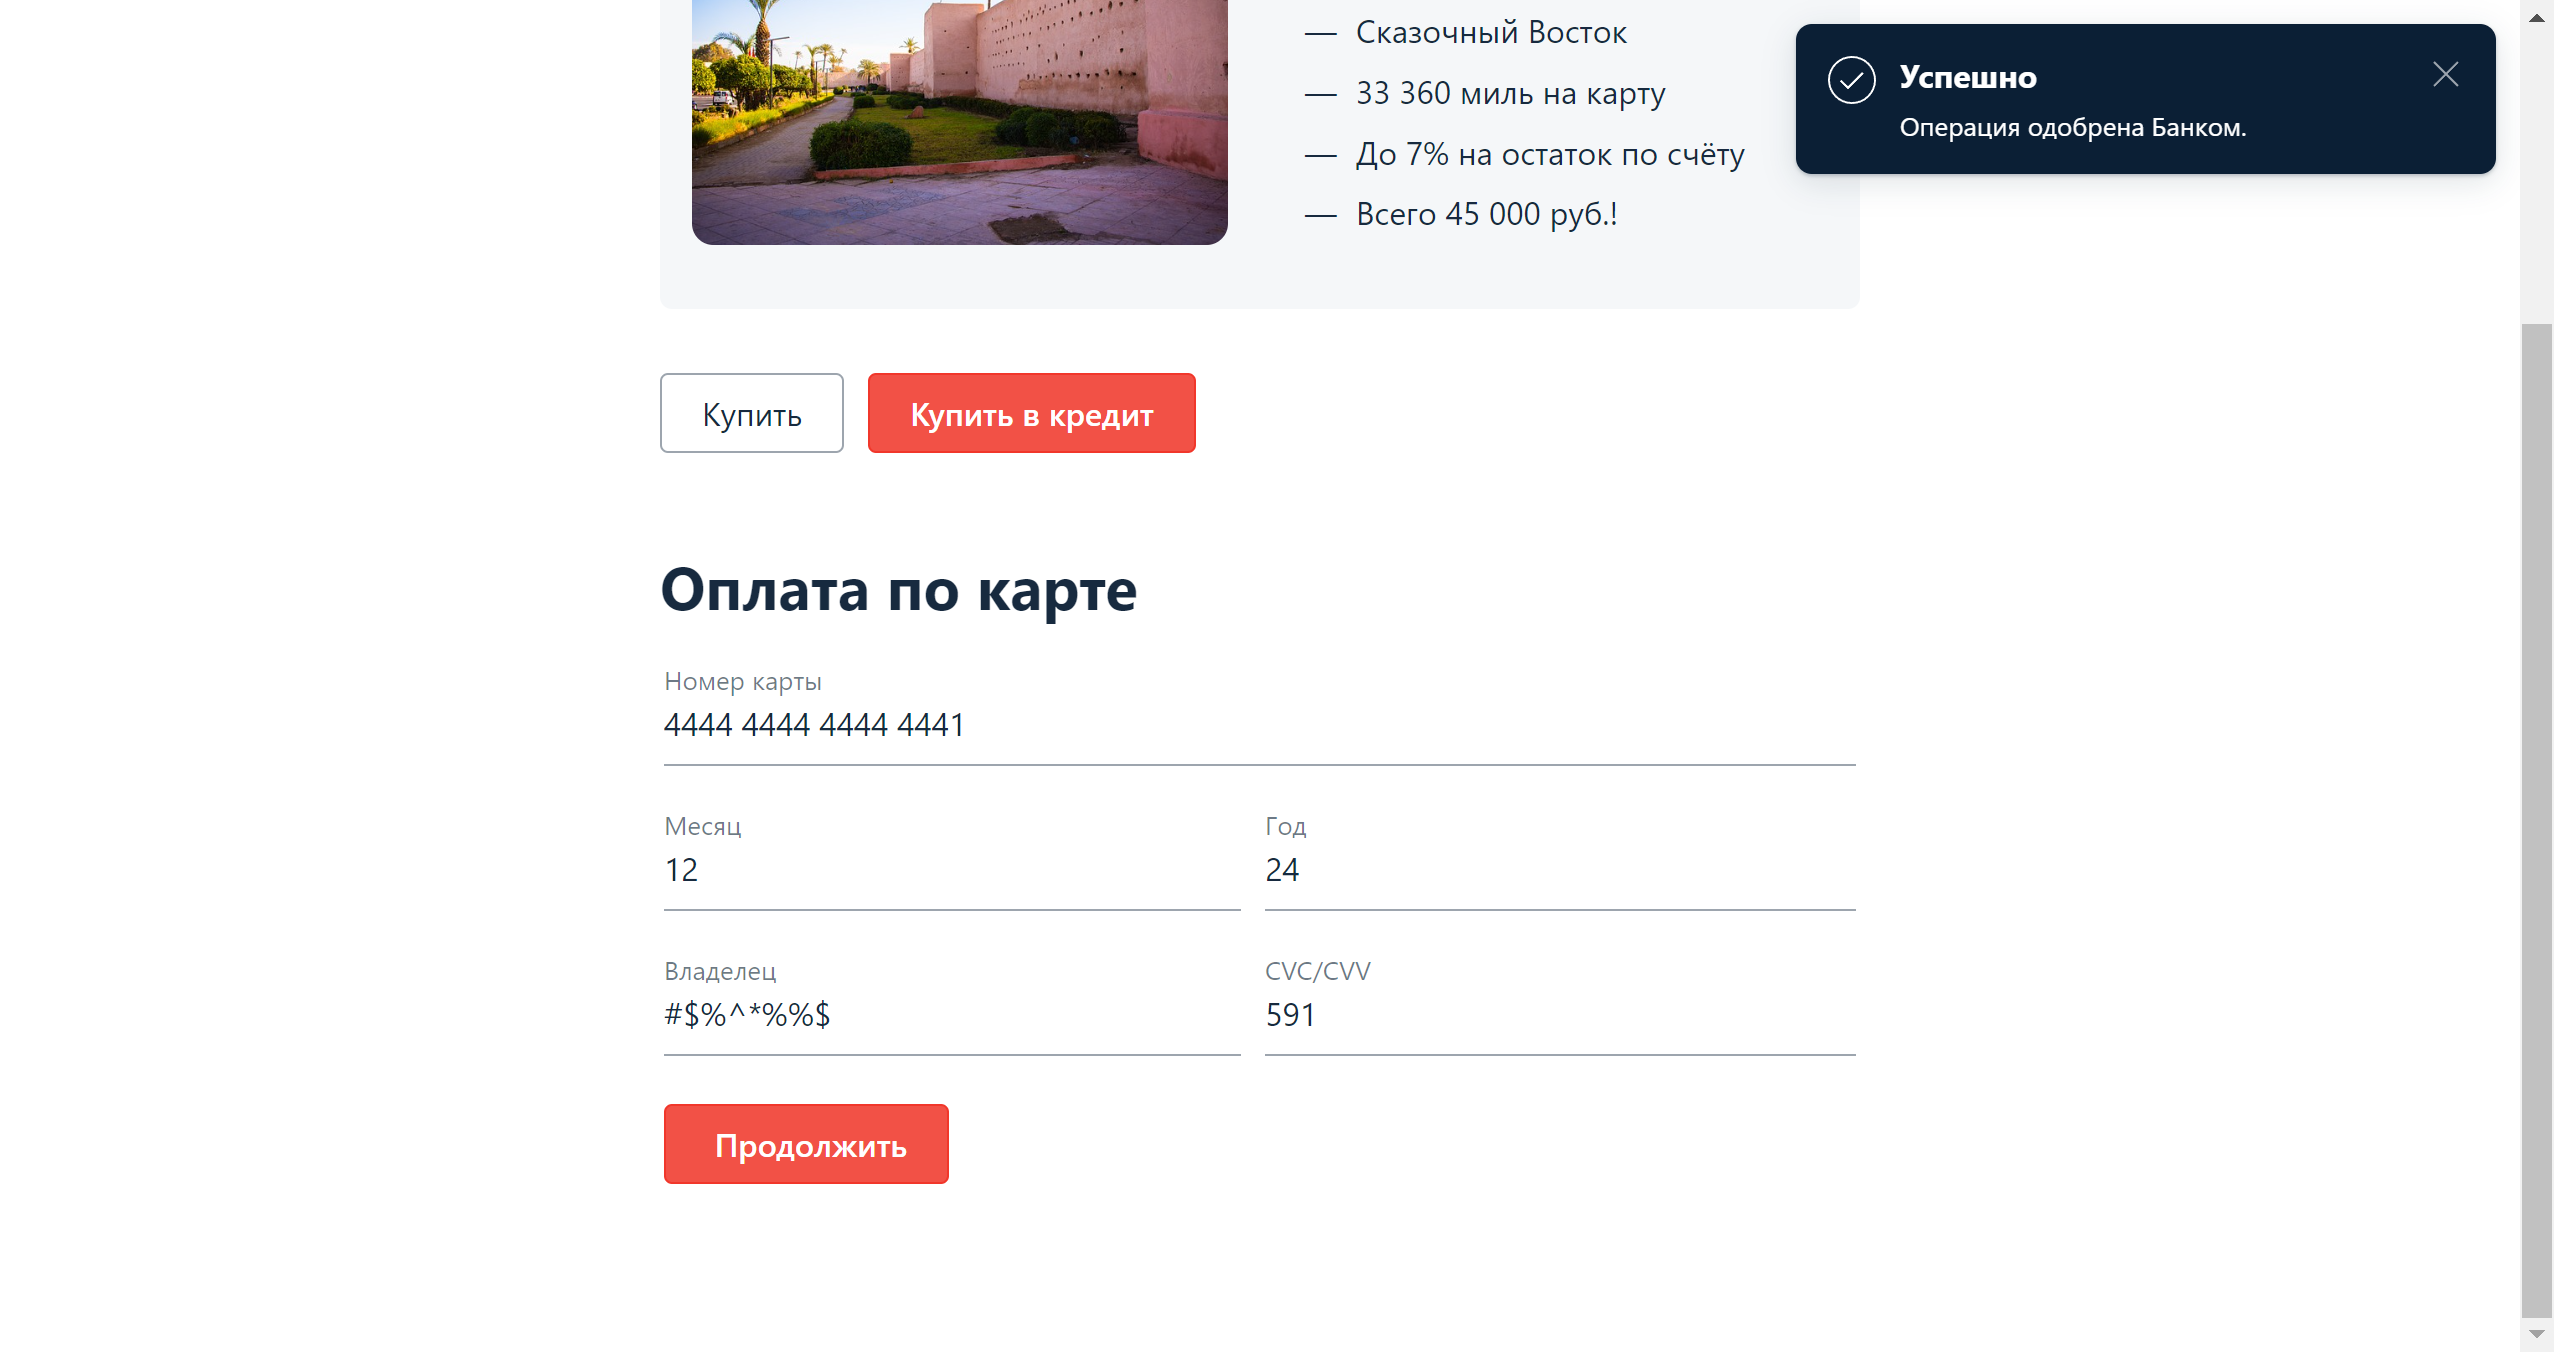 — Сказочный Восток
— 33 360 миль на карту
— До 7% на остаток по счёту
— Всего 45 000 руб.!
Успешно
Операция одобрена Банком.
Купить
Купить в кредит
Оплата по карте
Номер карты
4444 4444 4444 4441
Месяц
12
Год
24
Владелец
#$%^*%%$
CVC/CVV
591
Продолжить